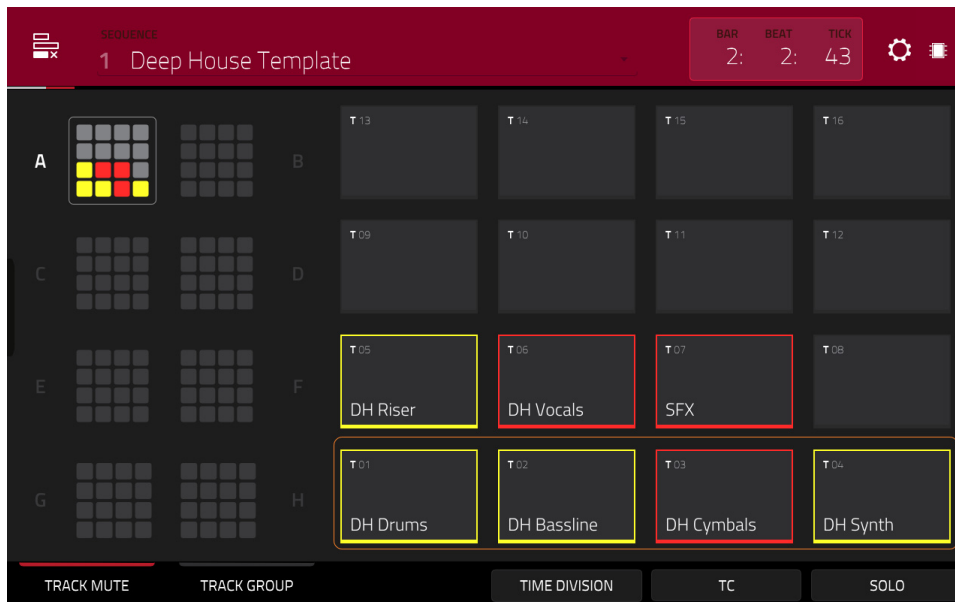 SEQUENCE
1 Deep House Template
BAR BEAT TICK
2: 2: 43
A
B
C
D
E
F
G
H
T 13
T 14
T 15
T 16
T 09
T 10
T 11
T 12
T 05
DH Riser
T 06
DH Vocals
T 07
SFX
T 08
T 01
DH Drums
T 02
DH Bassline
T 03
DH Cymbals
T 04
DH Synth
TRACK MUTE
TRACK GROUP
TIME DIVISION
TC
SOLO